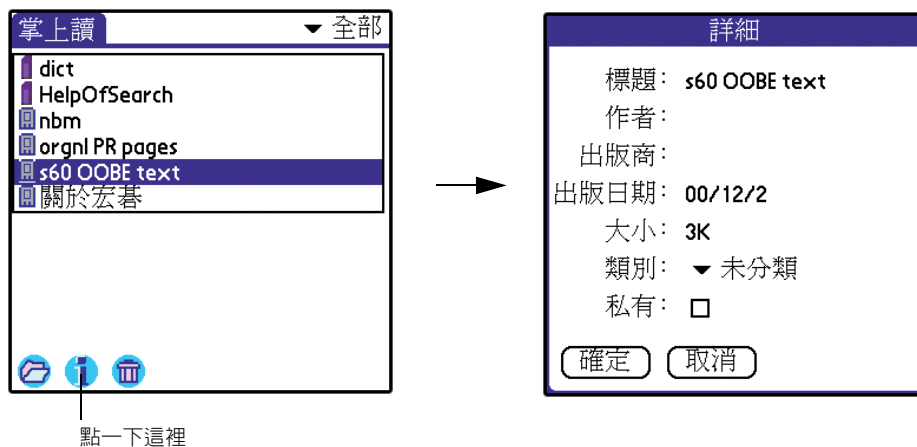 掌上讀
全部
dict
HelpOfSearch
nbm
orgnl PR pages
s60 OOBE text
關於宏碁
點一下這裡
詳細
標題: s60 OOBE text
作者:
出版商:
出版日期: 00/12/2
大小: 3K
類別: 未分類
私有:
確定 取消